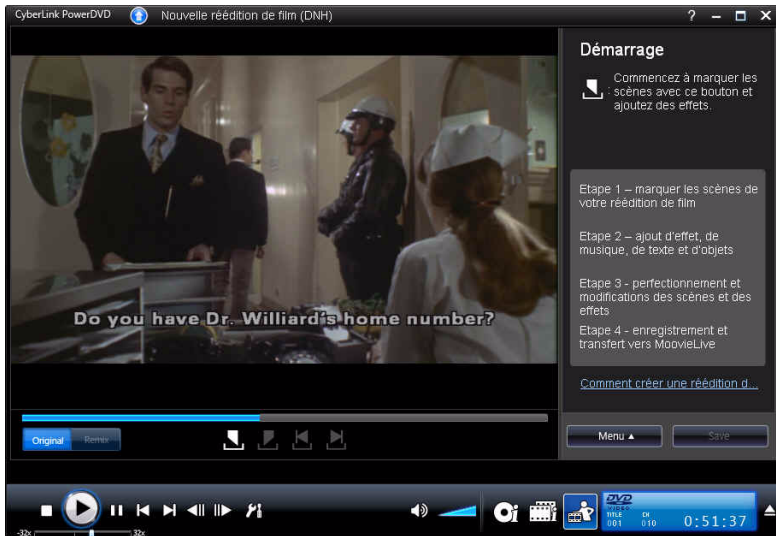 CyberLink PowerDVD
Nouvelle réédition de film (DNH)
?
Do you have Dr. Williard's home number?
Démarrage
Commencez à marquer les
: scènes avec ce bouton et
ajoutez des effets.
Etape 1 – marquer les scènes de
votre réédition de film
Etape 2 – ajout d'effet, de
musique, de texte et d'objets
Etape 3 - perfectionnement et
modifications des scènes et des
effets
Etape 4 - enregistrement et
transfert vers MoovieLive
Comment créer une réédition d...
Original
Remix
Menu
Save
-32x
32x
DVD
VIDEO
TITLE
001
CH
010
0:51:37